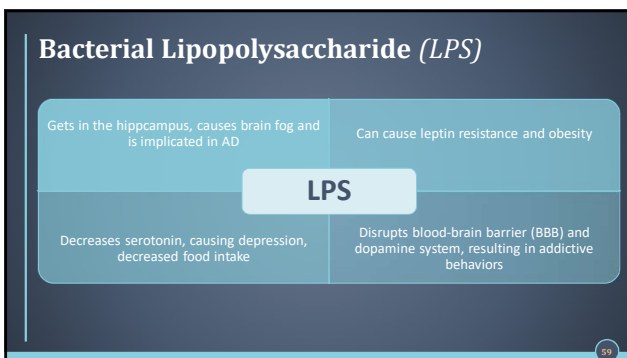 Bacterial Lipopolysaccharide (LPS)
Gets in the hippcampus, causes brain fog and
is implicated in AD
Can cause leptin resistance and obesity
LPS
Decreases serotonin, causing depression,
decreased food intake
Disrupts blood-brain barrier (BBB) and
dopamine system, resulting in addictive
behaviors
59